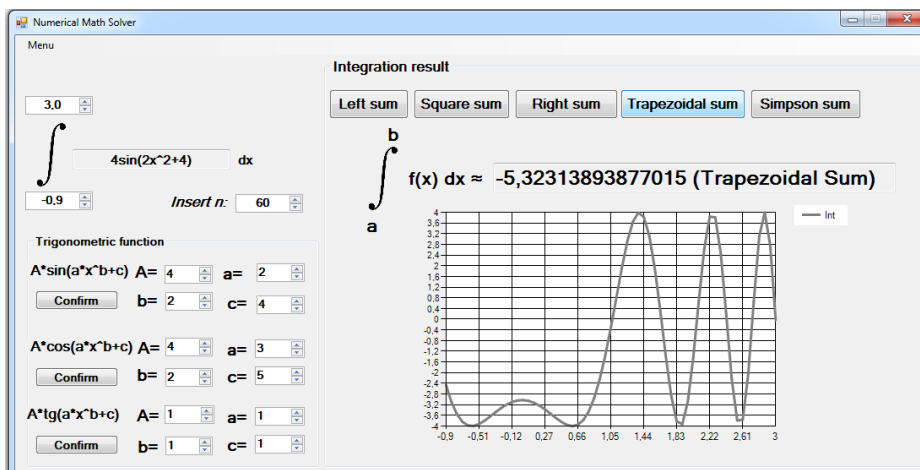 Numerical Math Solver
Menu
3,0
4sin(2x^2+4) dx
-0,9
Insert n: 60
Trigonometric function
A*sin(a*x^b+c) A= 4 a= 2
Confirm b= 2 c= 4
A*cos(a*x^b+c) A= 4 a= 3
Confirm b= 2 c= 5
A*tg(a*x^b+c) A= 1 a= 1
Confirm b= 1 c= 1
Integration result
Left sum Square sum Right sum Trapezoidal sum Simpson sum
b
f(x) dx ≈ -5,32313893877015 (Trapezoidal Sum)
a
4
3,6
3,2
2,8
2,4
2
1,6
1,2
0,8
0,4
0
-0,4
-0,8
-1,2
-1,6
-2
-2,4
-2,8
-3,2
-3,6
-4
-0,9 -0,51 -0,12 0,27 0,66 1,05 1,44 1,83 2,22 2,61 3
Int